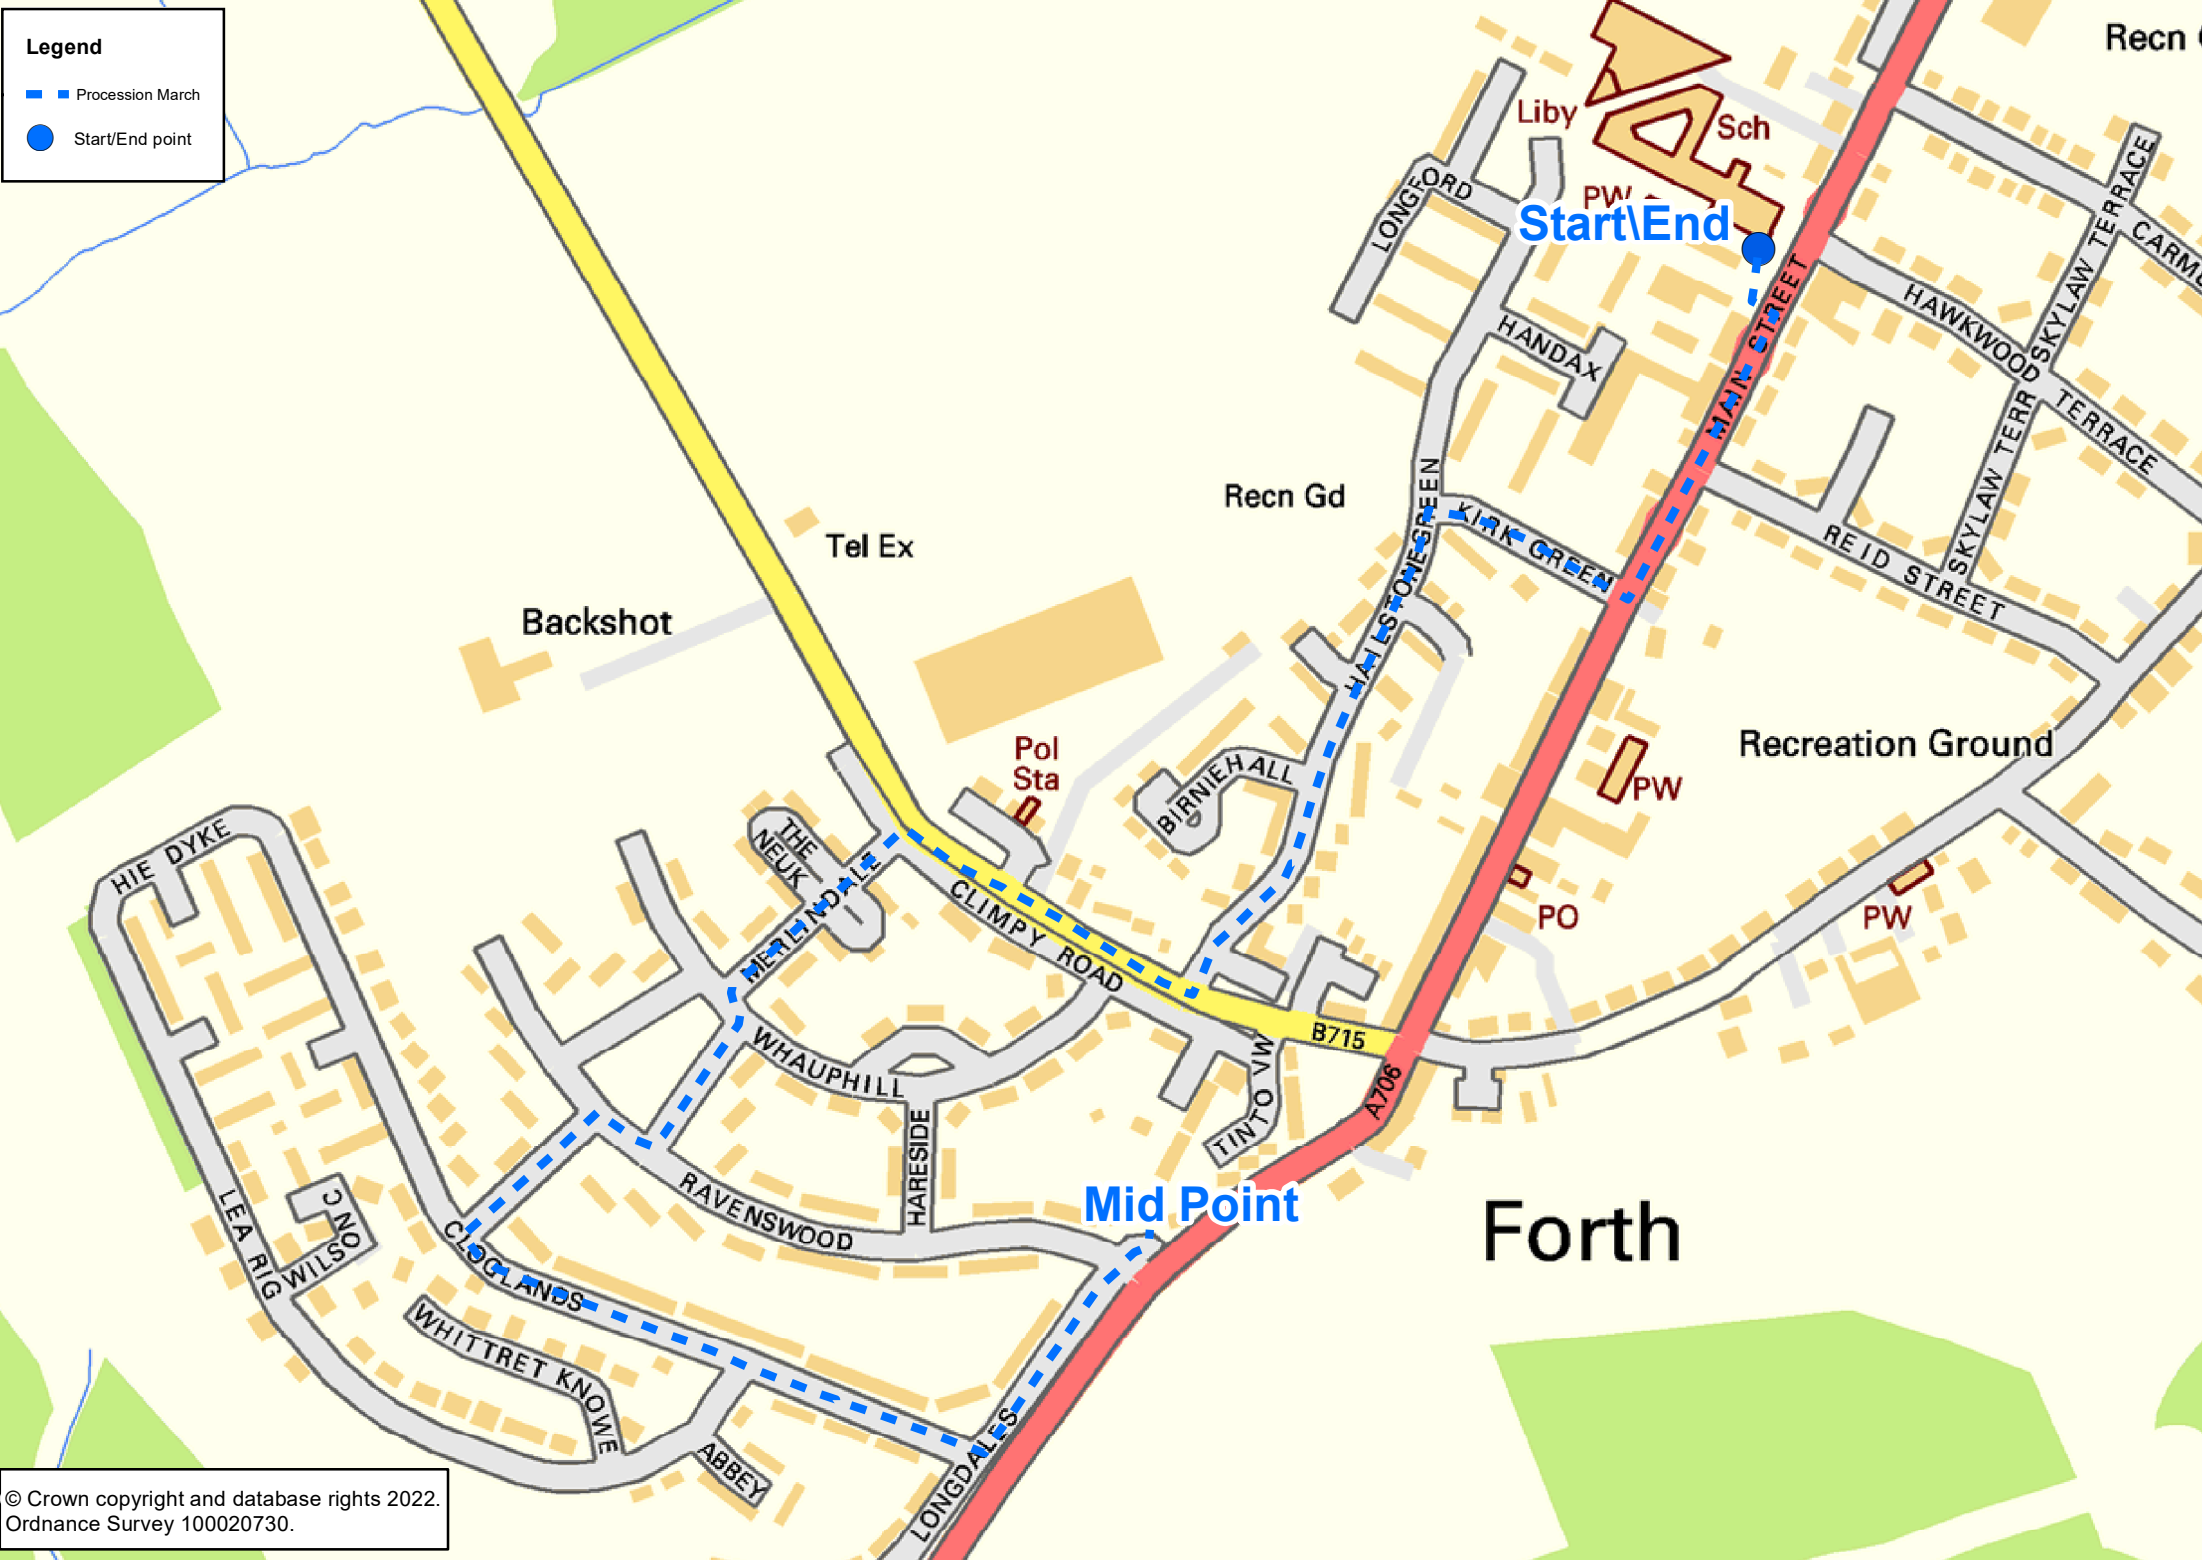 Legend
Procession March
Start/End point
Recn
Liby
Sch
PW
Start\End
LONGFORD
SKYLAW TERRACE
HANDAX
MAIN STREET
HAWKWOOD TERRACE
SKYLAW TERR
Recn Gd
HAILSTONEGREEN
KIRK GREEN
REID STREET
Tel Ex
Backshot
Pol
Sta
Recreation Ground
PW
BIRNIEHALL
THE
NEUK
HIE DYKE
MERLINDALE
CLIMPY ROAD
PO
PW
B715
WHAUPHILL
TINTO VW
A706
HARESIDE
Mid Point
Forth
RAVENSWOOD
LEA RIG
WILSON C
CLOGLANDS
WHITTRET KNOWE
ABBEY
LONGDALES
© Crown copyright and database rights 2022.
Ordnance Survey 100020730.